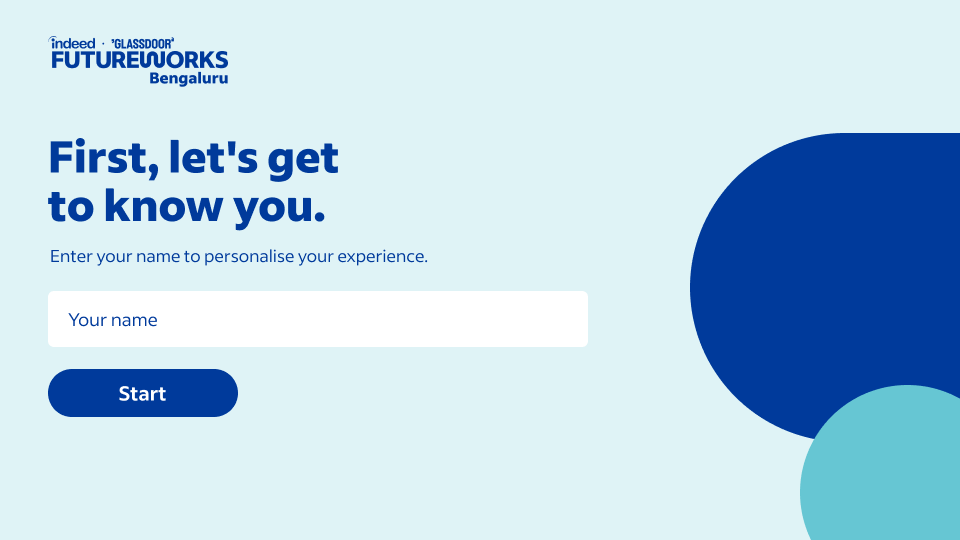 indeed · 'GLASSDOOR'
FUTUREWORKS
Bengaluru
First, let's get
to know you.
Enter your name to personalise your experience.
Your name
Start